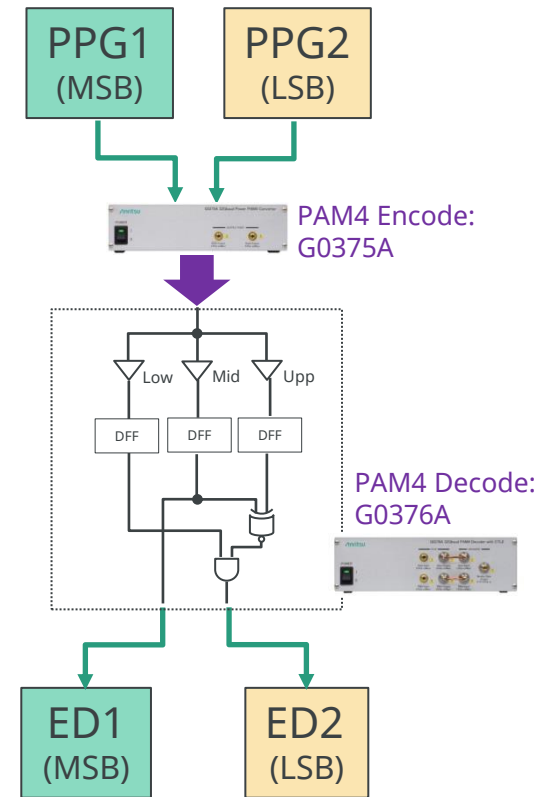 PPG1
(MSB)
PPG2
(LSB)
PAM4 Encode:
G0375A
Low
Mid
Upp
DFF
DFF
DFF
PAM4 Decode:
G0376A
ED1
(MSB)
ED2
(LSB)